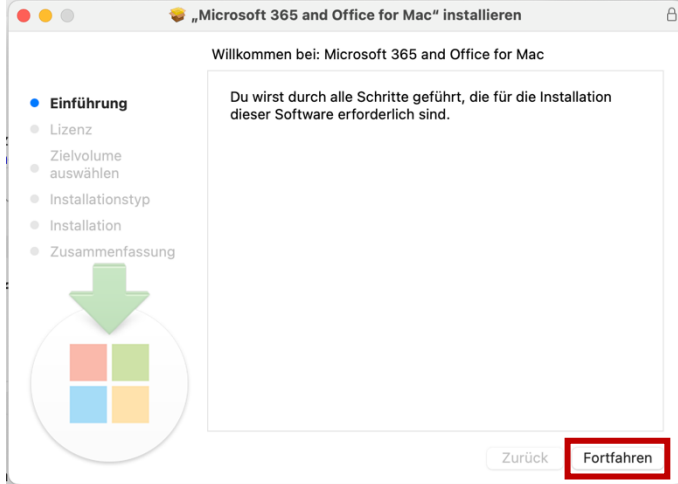 „Microsoft 365 and Office for Mac“ installieren
Willkommen bei: Microsoft 365 and Office for Mac
Einführung
Lizenz
Zielvolume
auswählen
Installationstyp
Installation
Zusammenfassung
Du wirst durch alle Schritte geführt, die für die Installation
dieser Software erforderlich sind.
Zurück
Fortfahren